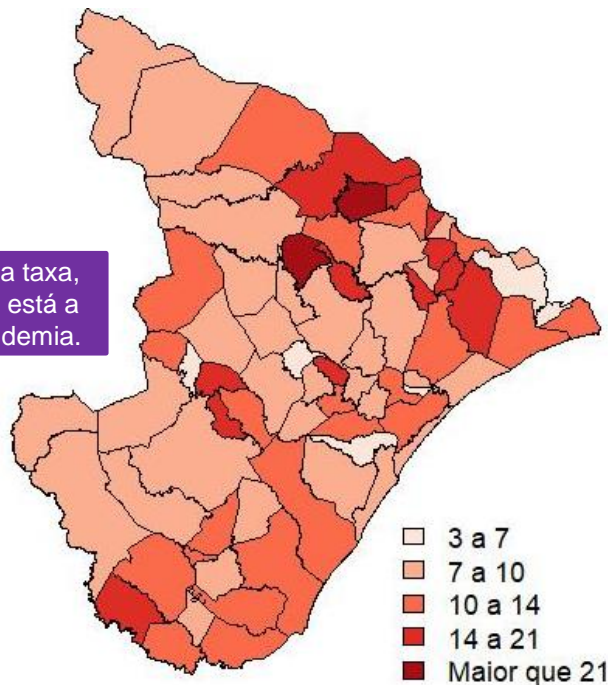 a taxa,
está a
demia.
3 a 7
7 a 10
10 a 14
14 a 21
Maior que 21